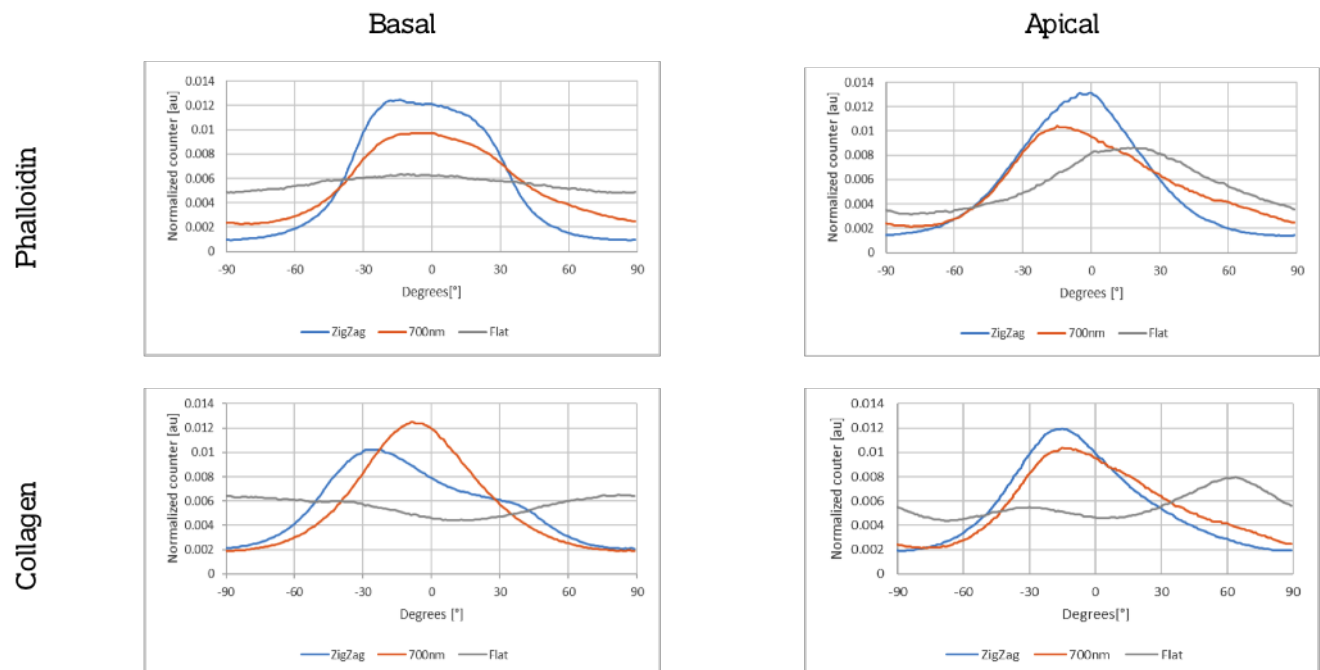 Basal
Apical
Phalloidin
Normalized counter [au]
0.014
0.012
0.01
0.008
0.006
0.004
0.002
0
-90
-60
-30
0
30
60
90
Degrees[°]
ZigZag
700nm
Flat
Normalized counter [au]
0.014
0.012
0.01
0.008
0.006
0.004
0.002
0
-90
-60
-30
0
30
60
90
Degrees [°]
ZigZag
700nm
Flat
Collagen
Normalized counter [au]
0.014
0.012
0.01
0.008
0.006
0.004
0.002
0
-90
-60
-30
0
30
60
90
Degrees [°]
ZigZag
700nm
Flat
Normalized couter [au]
0.014
0.012
0.01
0.008
0.006
0.004
0.002
0
-90
-60
-30
0
30
60
90
Degrees[°]
ZigZag
700nm
Flat